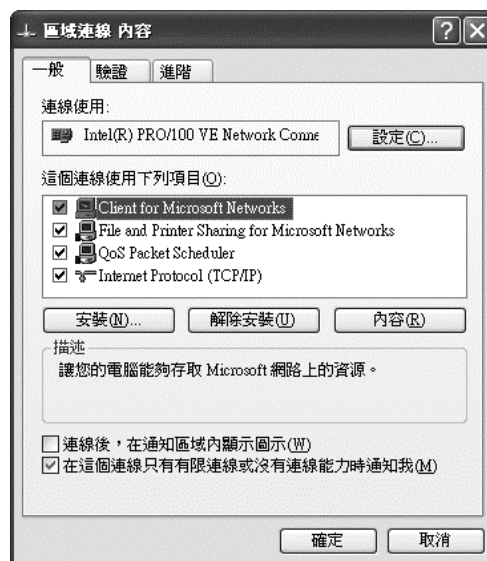 區域連線 內容
一般 驗證 進階
連線使用:
Intel(R) PRO/100 VE Network Conne
設定(C)...
這個連線使用下列項目(O):
Client for Microsoft Networks
File and Printer Sharing for Microsoft Networks
QoS Packet Scheduler
Internet Protocol (TCP/IP)
安裝(N)... 解除安裝(U) 內容(R)
描述
讓您的電腦能夠存取 Microsoft 網路上的資源。
連線後,在通知區域內顯示圖示(W)
在這個連線只有有限連線或沒有連線能力時通知我(M)
確定 取消